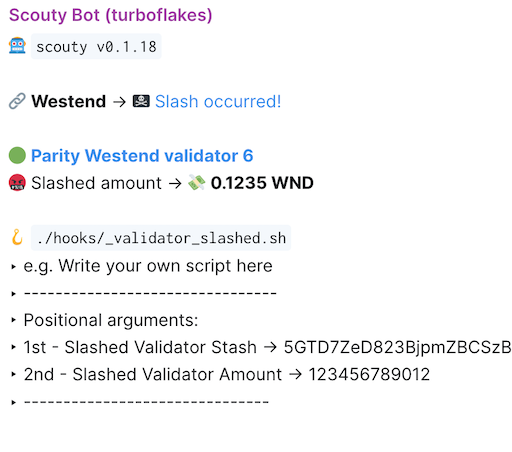 Scouty Bot (turboflakes)
scouty v0.1.18
Westend → Slash occurred!
Parity Westend validator 6
Slashed amount → 0.1235 WND
./hooks/_validator_slashed.sh
‣ e.g. Write your own script here
‣ --------------------------------
‣ Positional arguments:
‣ 1st - Slashed Validator Stash → 5GTD7ZeD823BjpmZBCSzB
‣ 2nd - Slashed Validator Amount → 123456789012
‣ -------------------------------